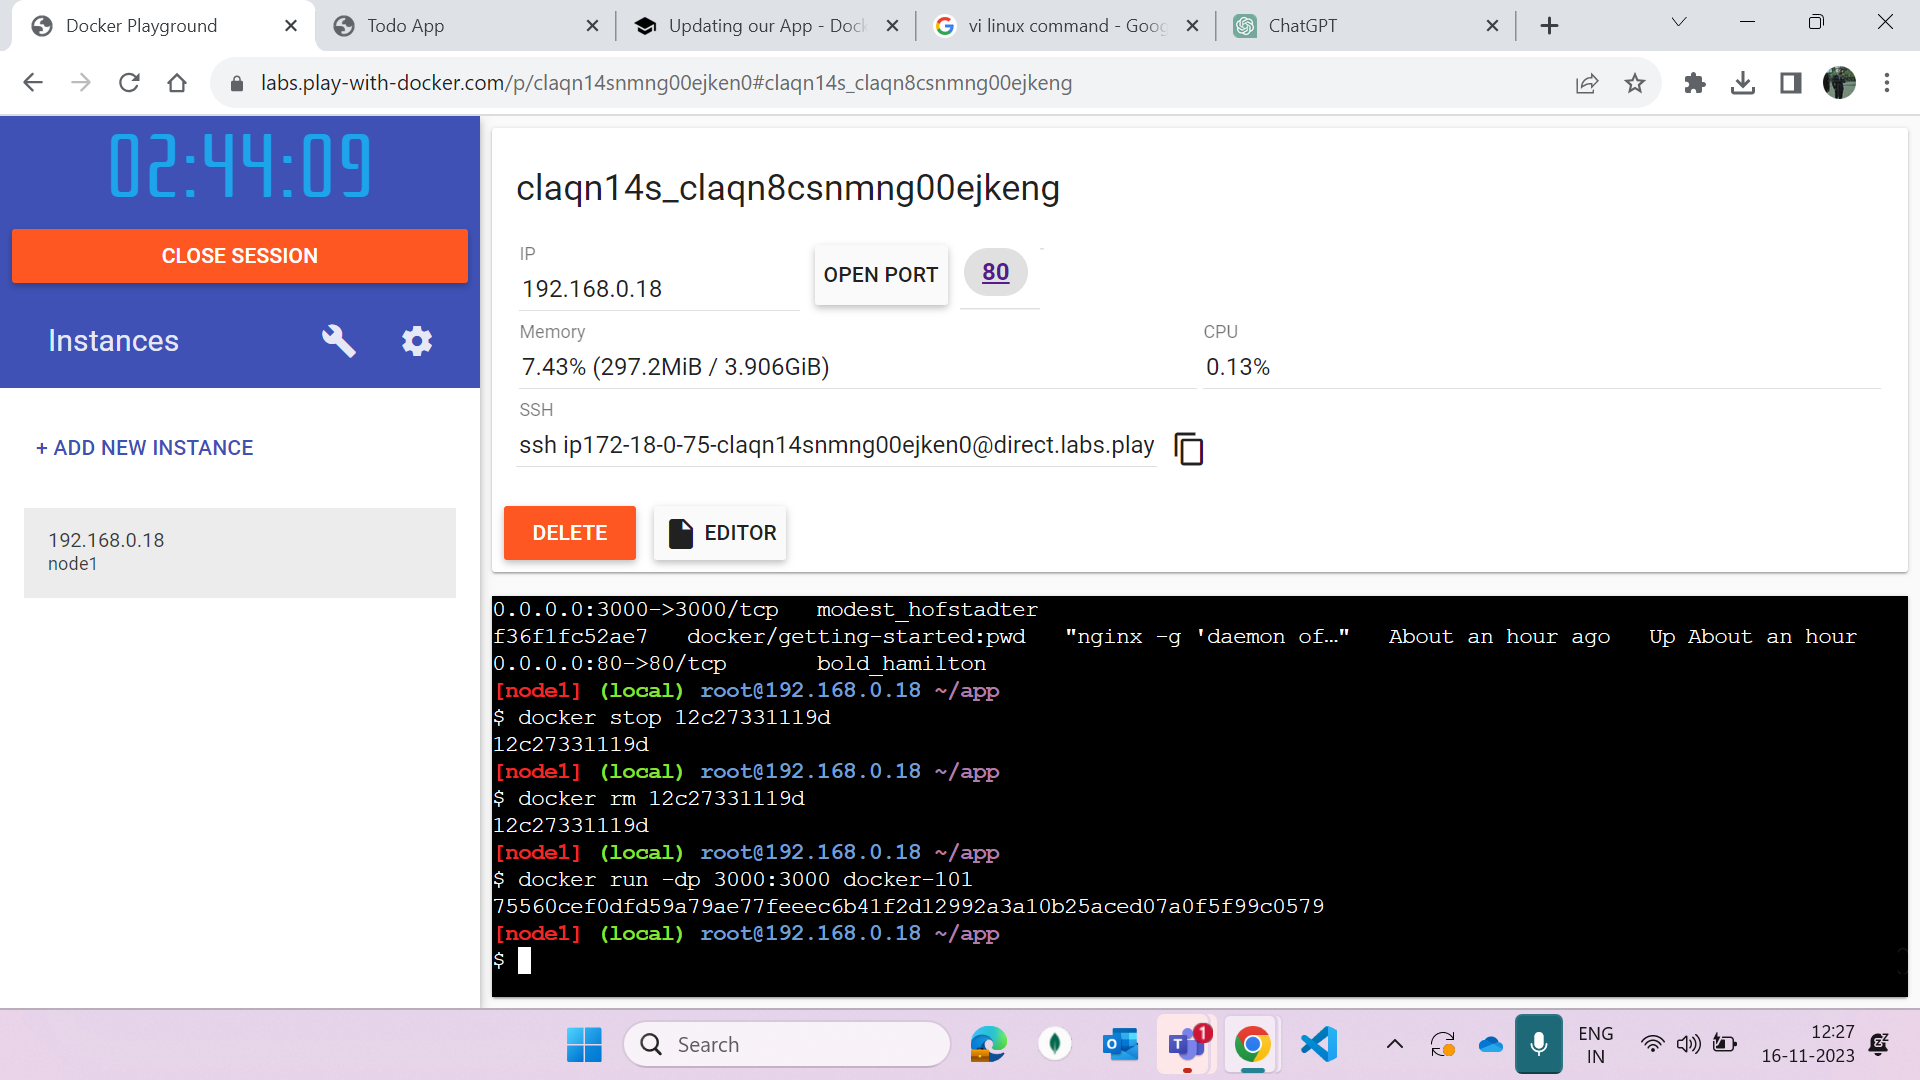 Docker Playground
Todo App
Updating our App - Dock
vi linux command - Goog
ChatGPT
labs.play-with-docker.com/p/claqn14snmng00ejken0#claqn14s_claqn8csnmng00ejkeng
02:44:09
CLOSE SESSION
Instances
+ ADD NEW INSTANCE
192.168.0.18
node1
claqn14s_claqn8csnmng00ejkeng
IP
192.168.0.18
OPEN PORT
80
Memory
7.43% (297.2MiB / 3.906GiB)
CPU
0.13%
SSH
ssh ip172-18-0-75-claqn14snmng00ejken0@direct.labs.play
DELETE
EDITOR
0.0.0.0:3000->3000/tcp   modest_hofstadter
f36f1fc52ae7   docker/getting-started:pwd   "nginx -g 'daemon of…"   About an hour ago   Up About an hour
0.0.0.0:80->80/tcp       bold_hamilton
[node1] (local) root@192.168.0.18 ~/app
$ docker stop 12c27331119d
12c27331119d
[node1] (local) root@192.168.0.18 ~/app
$ docker rm 12c27331119d
12c27331119d
[node1] (local) root@192.168.0.18 ~/app
$ docker run -dp 3000:3000 docker-101
75560cef0dfd59a79ae77feeec6b41f2d12992a3a10b25aced07a0f5f99c0579
[node1] (local) root@192.168.0.18 ~/app
$
Search
1
ENG
IN
12:27
16-11-2023